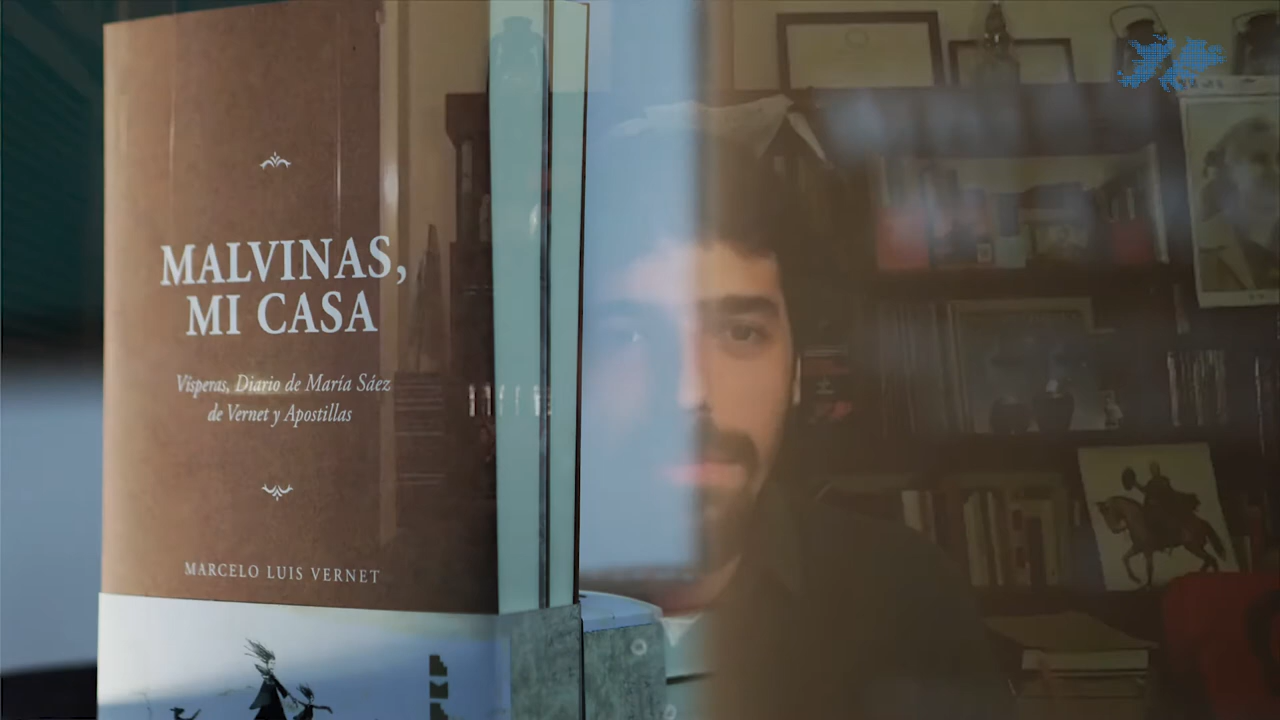 MALVINAS,
MI CASA
Vísperas, Diario de María Sáez
de Vernet y Apostillas
MARCELO LUIS VERNET